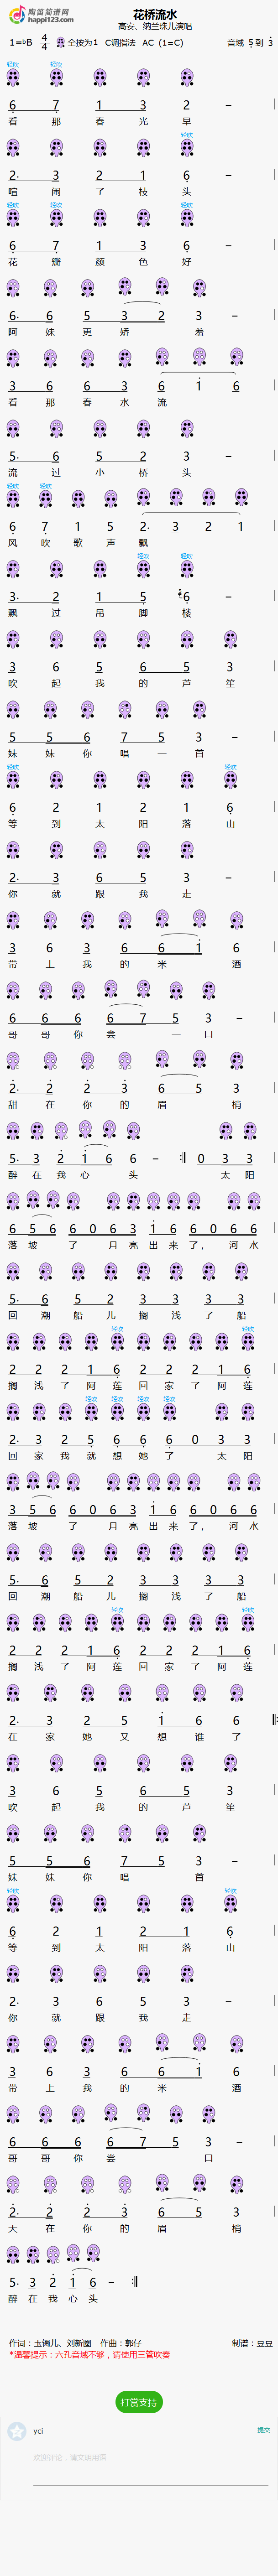 陶笛简谱网 花桥流水
happi123.com 高安、纳兰珠儿演唱
1=bB 4/4 全按为1 C调指法 AC (1=C) 音域 5 到 3
轻吹 轻吹
6 7 1 3 2 –
看 那 春 光 早
轻吹
2. 3 2 1 6 –
喧 闹 了 枝 头
轻吹 轻吹
6 7 1 3 6 –
花 瓣 颜 色 好
6. 6 5 3 2 3 –
阿 妹 更 娇 羞
3 6 6 3 6 1 6
看 那 春 水 流
5. 6 5 2 3 –
流 过 小 桥 头
轻吹 轻吹
6 7 1 5 2. 3 2 1
风 吹 歌 声 飘
轻吹 轻吹
3. 2 1 5 6 –
飘 过 吊 脚 楼
3 6 5 6 5 3
吹 起 我 的 芦 笙
5 5 6 7 5 3 –
妹 妹 你 唱 一 首
轻吹 轻吹
6 2 1 2 1 6
等 到 太 阳 落 山
2. 3 6 5 3 –
你 就 跟 我 走
3 6 3 6 6 1 6
带 上 我 的 米 酒
6 6 6 6 7 5 3 –
哥 哥 你 尝 一 口
2. 2 2 3 6 5 3
甜 在 你 的 眉 梢
5. 3 2 1 6 6 – :‖ 0 3 3
醉 在 我 心 头 太 阳
6 5 6 6 0 6 3 1 6 6 0 6 6
落 坡 了 月 亮 出 来 了, 河 水
5. 6 5 2 3 3 3 3
回 潮 船 儿 搁 浅 了 船
轻吹 轻吹
2 2 2 1 6 2 2 2 1 6
搁 浅 了 阿 莲 回 家 了 阿 莲
轻吹 轻吹 轻吹 轻吹
2. 3 2 5 6 6 6 0 3 3
回 家 我 就 想 她 了 太 阳
3 5 6 6 0 6 3 1 6 6 0 6 6
落 坡 了 月 亮 出 来 了, 河 水
5. 6 5 2 3 3 3 3
回 潮 船 儿 搁 浅 了 船
轻吹 轻吹
2 2 2 1 6 2 2 2 1 6
搁 浅 了 阿 莲 回 家 了 阿 莲
2. 3 2 5 1 6 6 ‖:
在 家 她 又 想 谁 了
3 6 5 6 5 3
吹 起 我 的 芦 笙
5 5 6 7 5 3 –
妹 妹 你 唱 一 首
轻吹 轻吹
6 2 1 2 1 6
等 到 太 阳 落 山
2. 3 6 5 3 –
你 就 跟 我 走
3 6 3 6 6 1 6
带 上 我 的 米 酒
6 6 6 6 7 5 3 –
哥 哥 你 尝 一 口
2. 2 2 3 6 5 3
天 在 你 的 眉 梢
5. 3 2 1 6 – :‖
醉 在 我 心 头
作词：玉镯儿、刘新圈 作曲：郭仔 制谱：豆豆
*温馨提示：六孔音域不够，请使用三管吹奏
打赏支持
yci 提交
欢迎评论，请文明用语